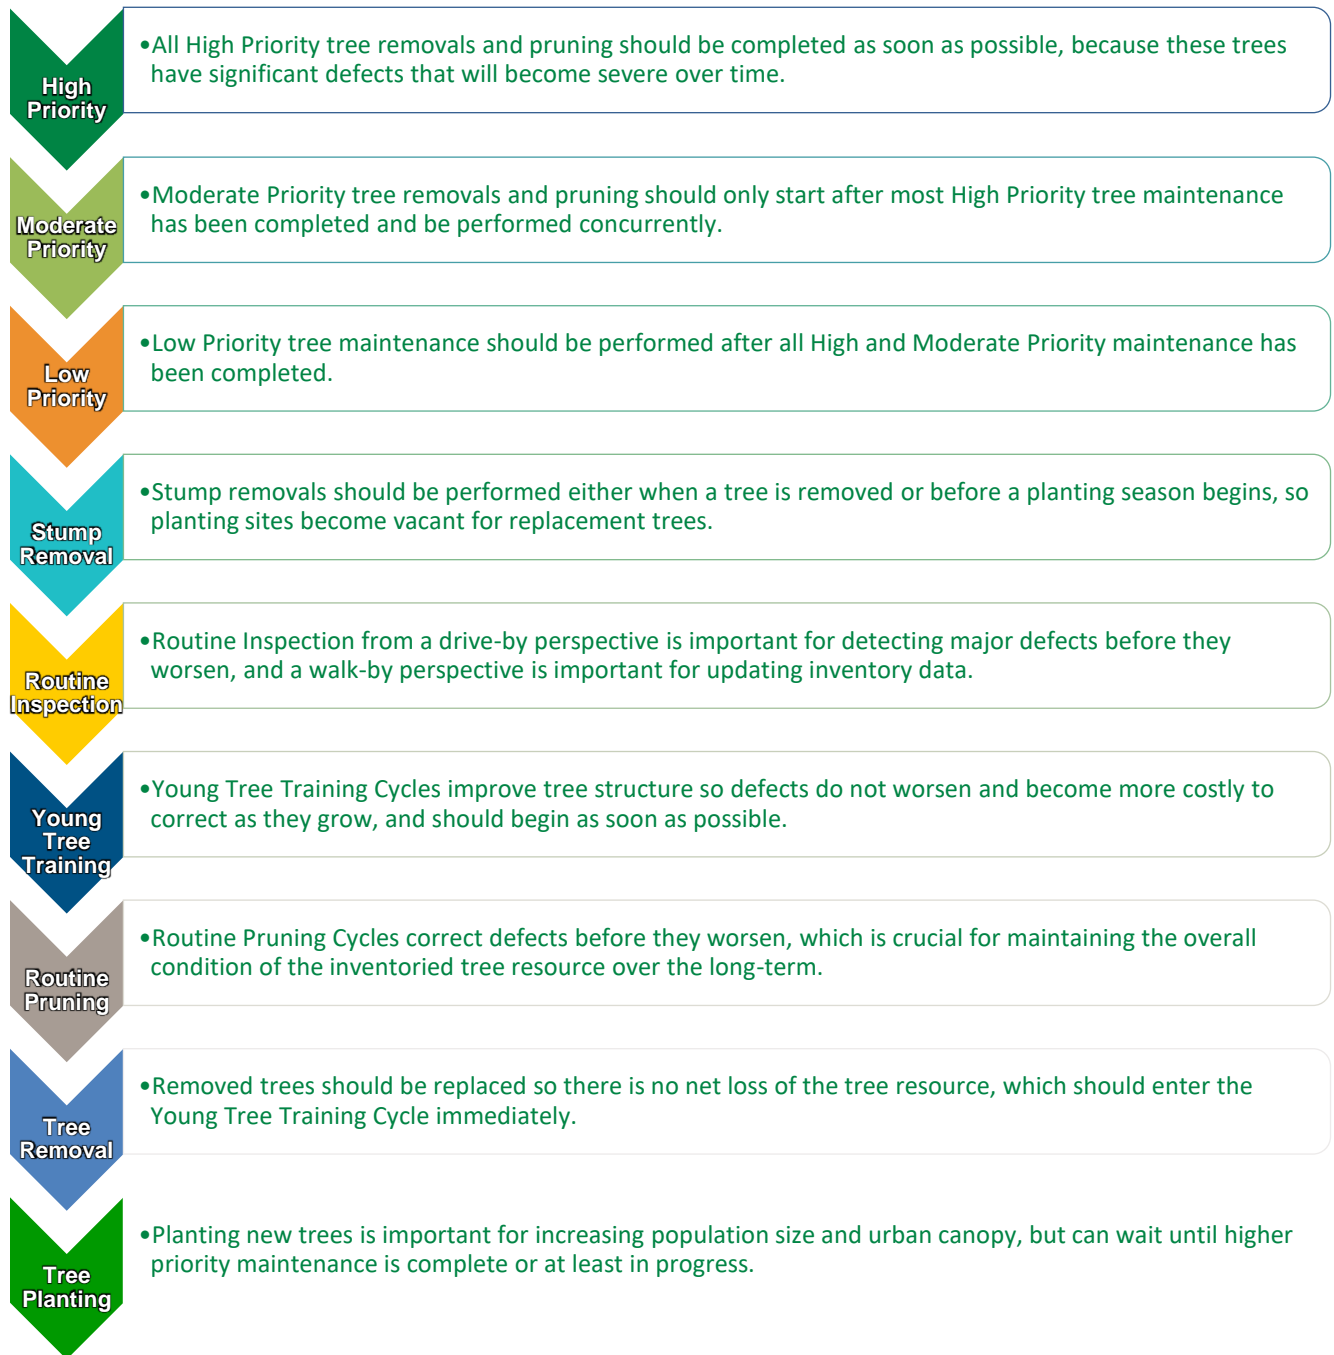 High
Priority
•All High Priority tree removals and pruning should be completed as soon as possible, because these trees
have significant defects that will become severe over time.
Moderate
Priority
•Moderate Priority tree removals and pruning should only start after most High Priority tree maintenance
has been completed and be performed concurrently.
Low
Priority
•Low Priority tree maintenance should be performed after all High and Moderate Priority maintenance has
been completed.
Stump
Removal
•Stump removals should be performed either when a tree is removed or before a planting season begins, so
planting sites become vacant for replacement trees.
Routine
Inspection
•Routine Inspection from a drive-by perspective is important for detecting major defects before they
worsen, and a walk-by perspective is important for updating inventory data.
Young
Tree
Training
•Young Tree Training Cycles improve tree structure so defects do not worsen and become more costly to
correct as they grow, and should begin as soon as possible.
Routine
Pruning
•Routine Pruning Cycles correct defects before they worsen, which is crucial for maintaining the overall
condition of the inventoried tree resource over the long-term.
Tree
Removal
•Removed trees should be replaced so there is no net loss of the tree resource, which should enter the
Young Tree Training Cycle immediately.
Tree
Planting
•Planting new trees is important for increasing population size and urban canopy, but can wait until higher
priority maintenance is complete or at least in progress.